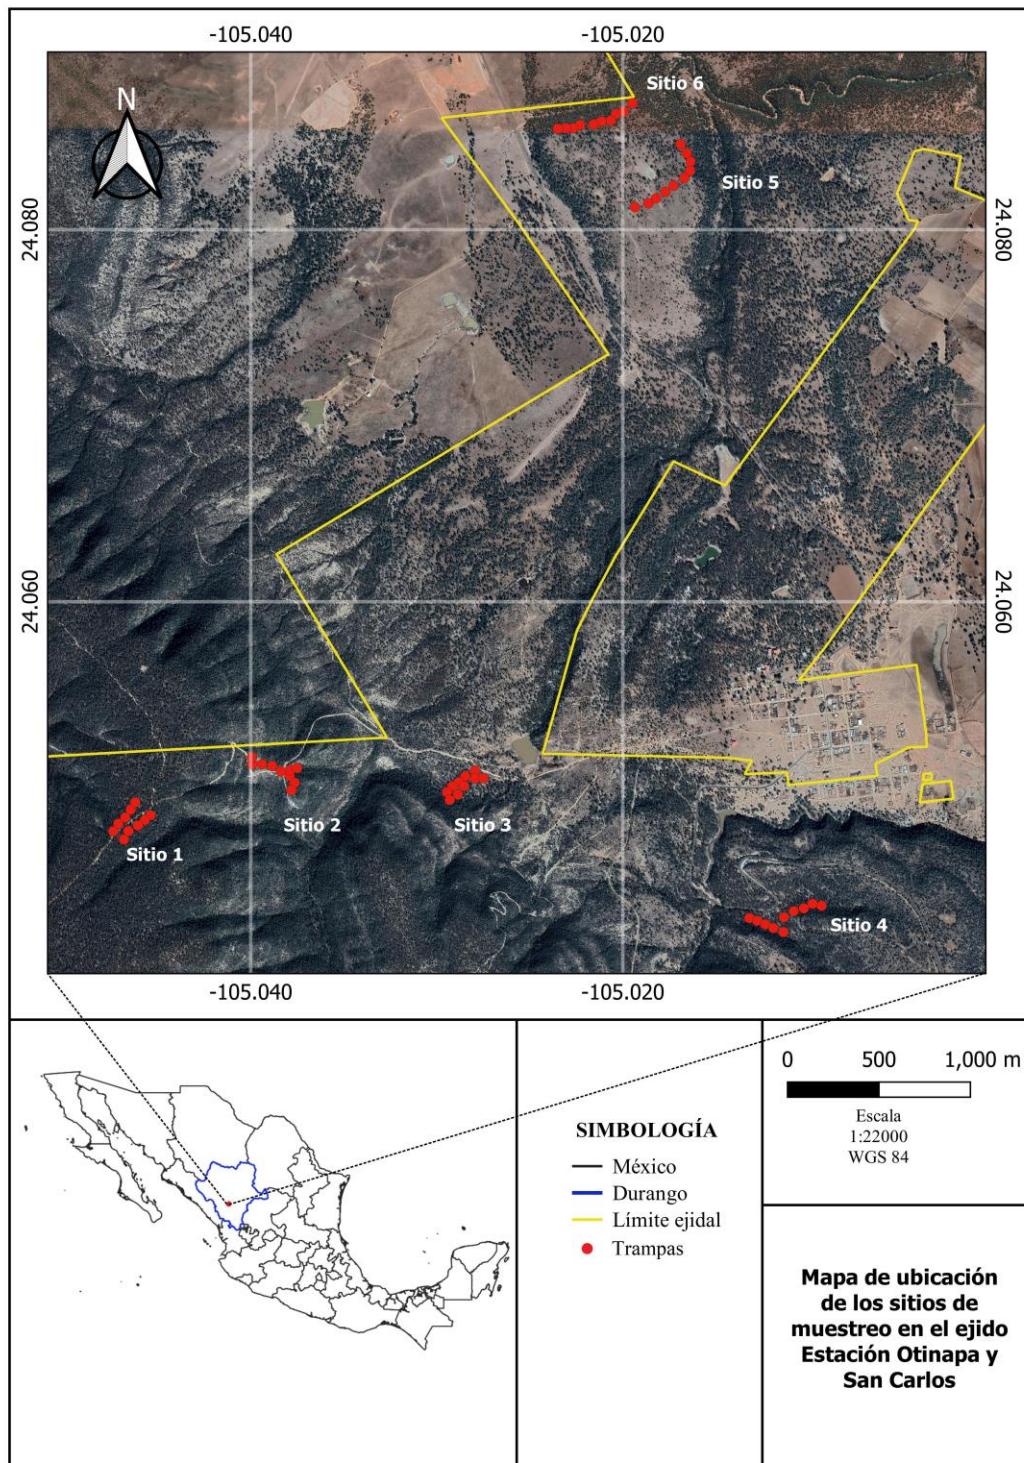 -105.040
-105.020
N
Sitio 6
Sitio 5
24.080
24.080
24.060
24.060
Sitio 2
Sitio 3
Sitio 1
Sitio 4
-105.040
-105.020
0 500 1,000 m
Escala
1:22000
WGS 84
SIMBOLOGÍA
México
Durango
Límite ejidal
Trampas
Mapa de ubicación
de los sitios de
muestreo en el ejido
Estación Otinapa y
San Carlos